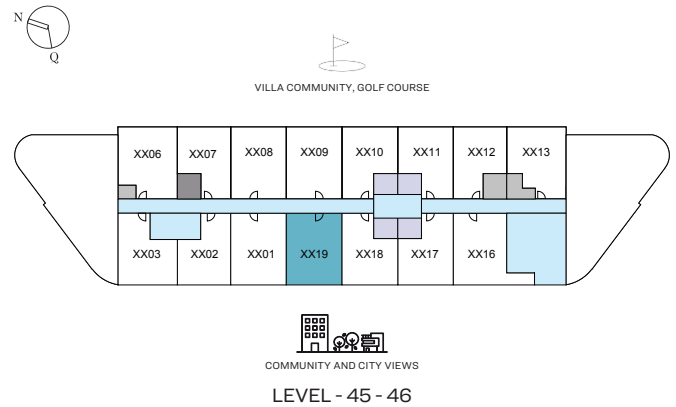 N
Q
VILLA COMMUNITY, GOLF COURSE
XX06 XX07 XX08 XX09 XX10 XX11 XX12 XX13
XX03 XX02 XX01 XX19 XX18 XX17 XX16
COMMUNITY AND CITY VIEWS
LEVEL - 45 - 46